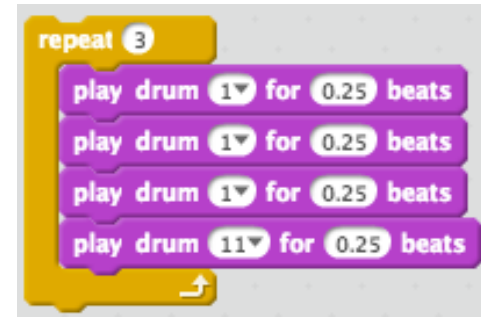 repeat 3
play drum 1 for 0.25 beats
play drum 1 for 0.25 beats
play drum 1 for 0.25 beats
play drum 11 for 0.25 beats